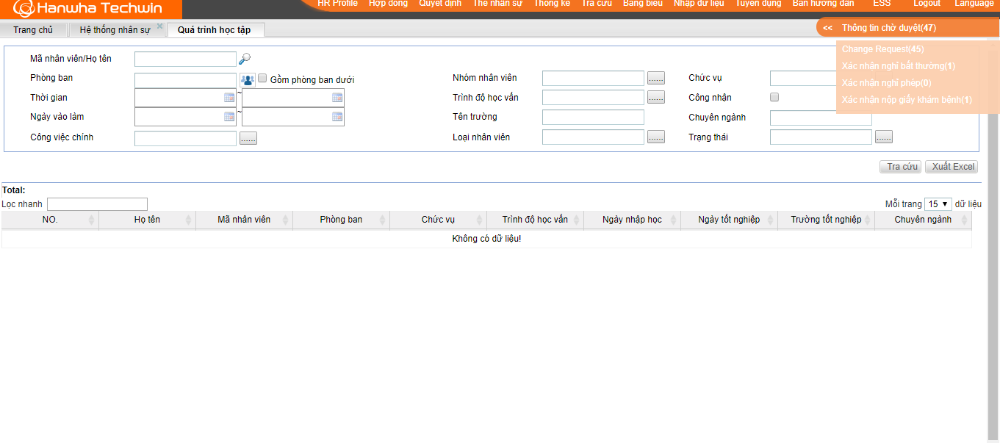 Hanwha Techwin
HR Profile Hợp đồng Quyết định Thẻ nhân sự Thống kê Tra cứu Bảng biểu Nhập dữ liệu Tuyển dụng Bản hướng dẫn ESS Logout Language
Trang chủ Hệ thống nhân sự Quá trình học tập
<< Thông tin chờ duyệt(47)
Change Request(45)
Xác nhận nghỉ bất thường(1)
Xác nhận nghỉ phép(0)
Xác nhận nộp giấy khám bệnh(1)
Mã nhân viên/Họ tên
Phòng ban Gồm phòng ban dưới Nhóm nhân viên ...... Chức vụ
Thời gian ~ Trình độ học vấn ...... Công nhận
Ngày vào làm ~ Tên trường Chuyên ngành
Công việc chính ...... Loại nhân viên ...... Trạng thái ......
Tra cứu Xuất Excel
Total:
Lọc nhanh Mỗi trang 15 dữ liệu
NO. Họ tên Mã nhân viên Phòng ban Chức vụ Trình độ học vấn Ngày nhập học Ngày tốt nghiệp Trường tốt nghiệp Chuyên ngành
Không có dữ liệu!